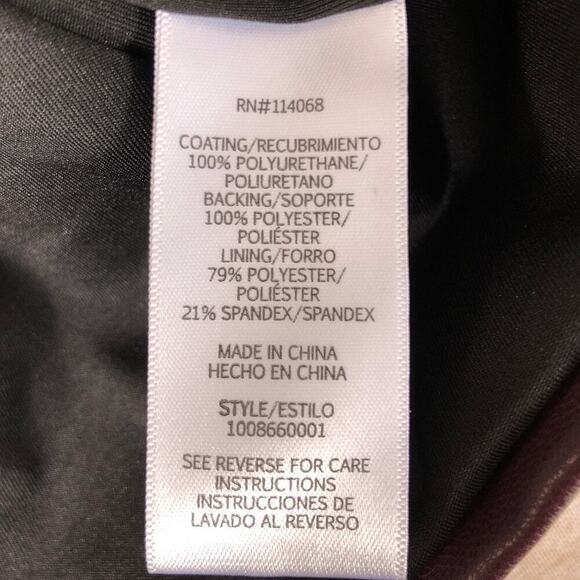 RN#114068
COATING/RECUBRIMIENTO
100% POLYURETHANE/
POLIURETANO
BACKING/SOPORTE
100% POLYESTER/
POLIÉSTER
LINING/FORRO
79% POLYESTER/
POLIÉSTER
21% SPANDEX/SPANDEX
MADE IN CHINA
HECHO EN CHINA
STYLE/ESTILO
1008660001
SEE REVERSE FOR CARE
INSTRUCTIONS
INSTRUCCIONES DE
LAVADO AL REVERSO